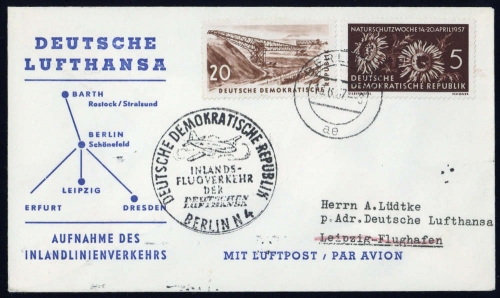 DEUTSCHE
LUFTHANSA
BARTH
Rostock/Stralsund
BERLIN
Schönefeld
LEIPZIG
ERFURT
DRESDEN
AUFNAHME DES
INLANDLINIENVERKEHRS
20
DEUTSCHE DEMOKRATISCHE
NATURSCHUTZWOCHE 14-20. APRIL 1957
5
DEUTSCHE
DEMOKRATISCHE REPUBLIK
ae
DEUTSCHE DEMOKRATISCHE REPUBLIK
INLANDS-
FLUGVERKEHR
DER
DEUTSCHEN
LUFTHANSA
BERLIN N 4
Herrn A.Lüdtke
p.Adr.Deutsche Lufthansa
Leipzig-Flughafen
MIT LUFTPOST / PAR AVION